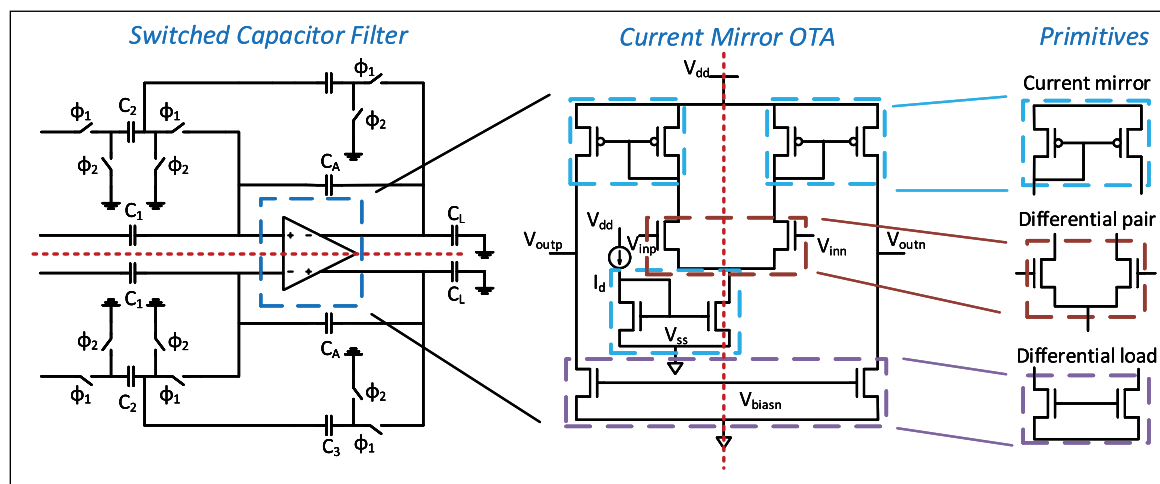 Switched Capacitor Filter
Current Mirror OTA
Primitives
ϕ1
C2
ϕ1
ϕ1
ϕ2
ϕ2
ϕ2
CA
C1
CL
C1
CL
ϕ2
ϕ2
CA
ϕ1
C2
ϕ1
ϕ2
C3
ϕ1
Vdd
Vdd
Vinp
Vinn
Voutp
Voutn
Id
Vss
Vbiasn
Current mirror
Differential pair
Differential load